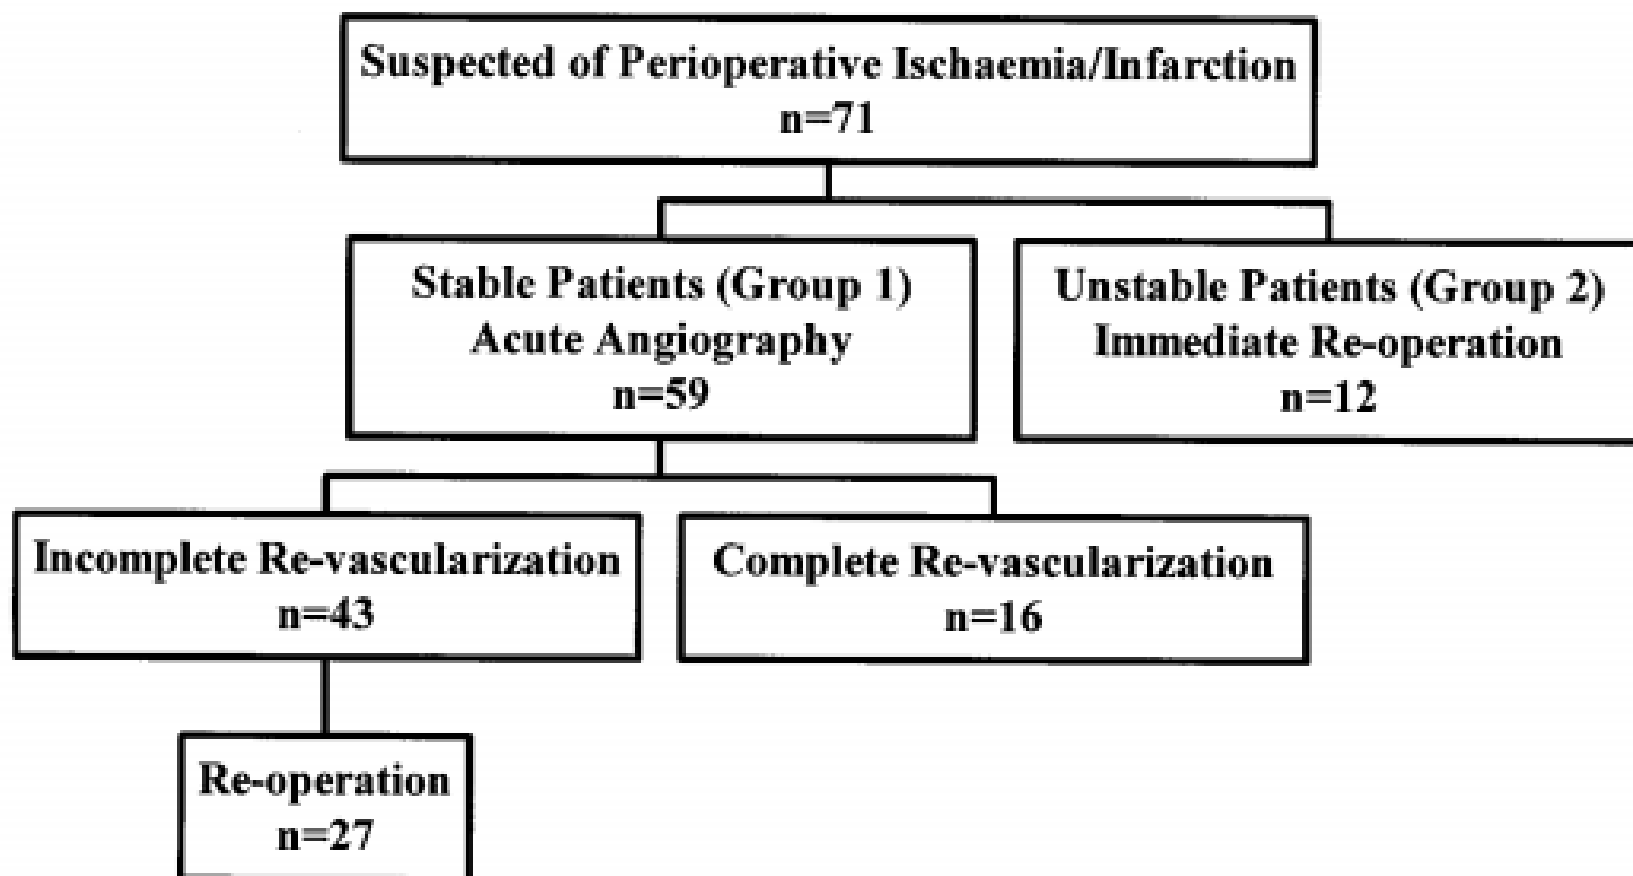 Suspected of Perioperative Ischaemia/Infarction
n=71
Stable Patients (Group 1)
Acute Angiography
n=59
Unstable Patients (Group 2)
Immediate Re-operation
n=12
Incomplete Re-vascularization
n=43
Complete Re-vascularization
n=16
Re-operation
n=27